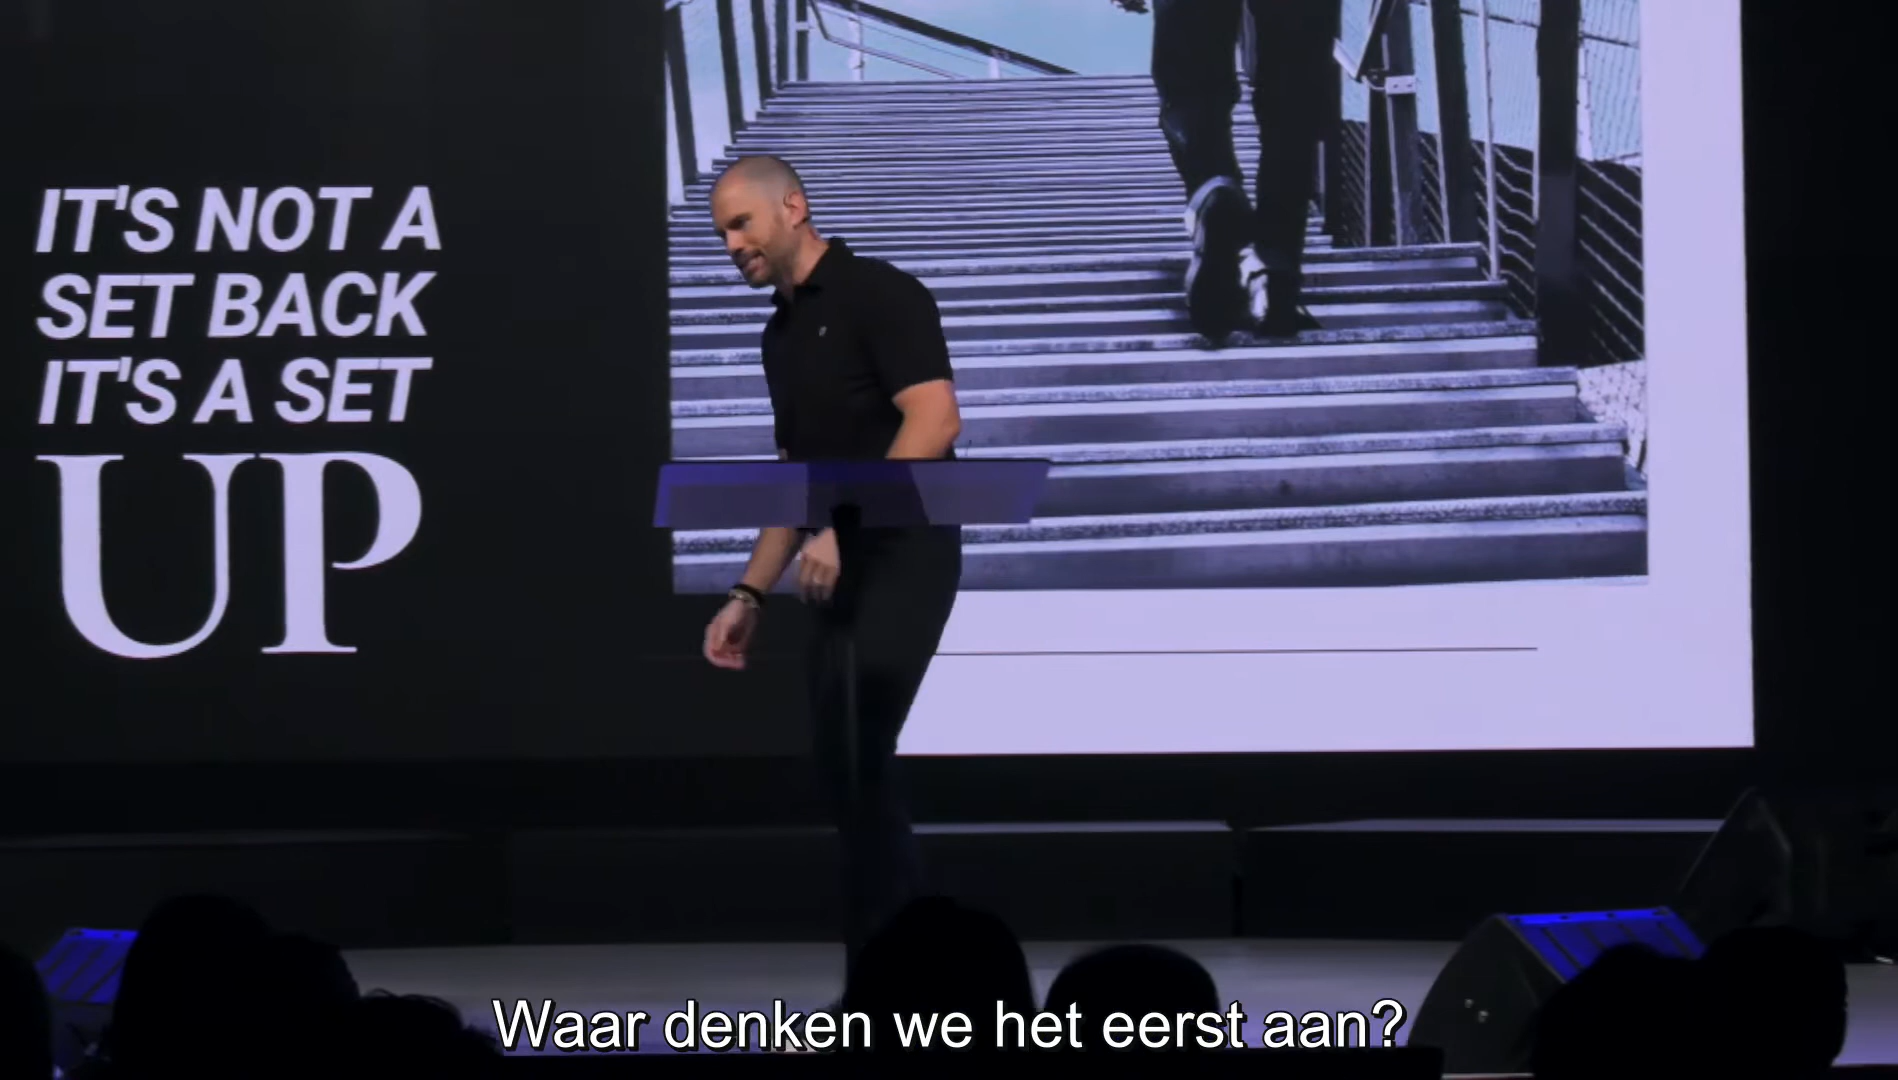 IT'S NOT A
SET BACK
IT'S A SET
UP
Waar denken we het eerst aan?